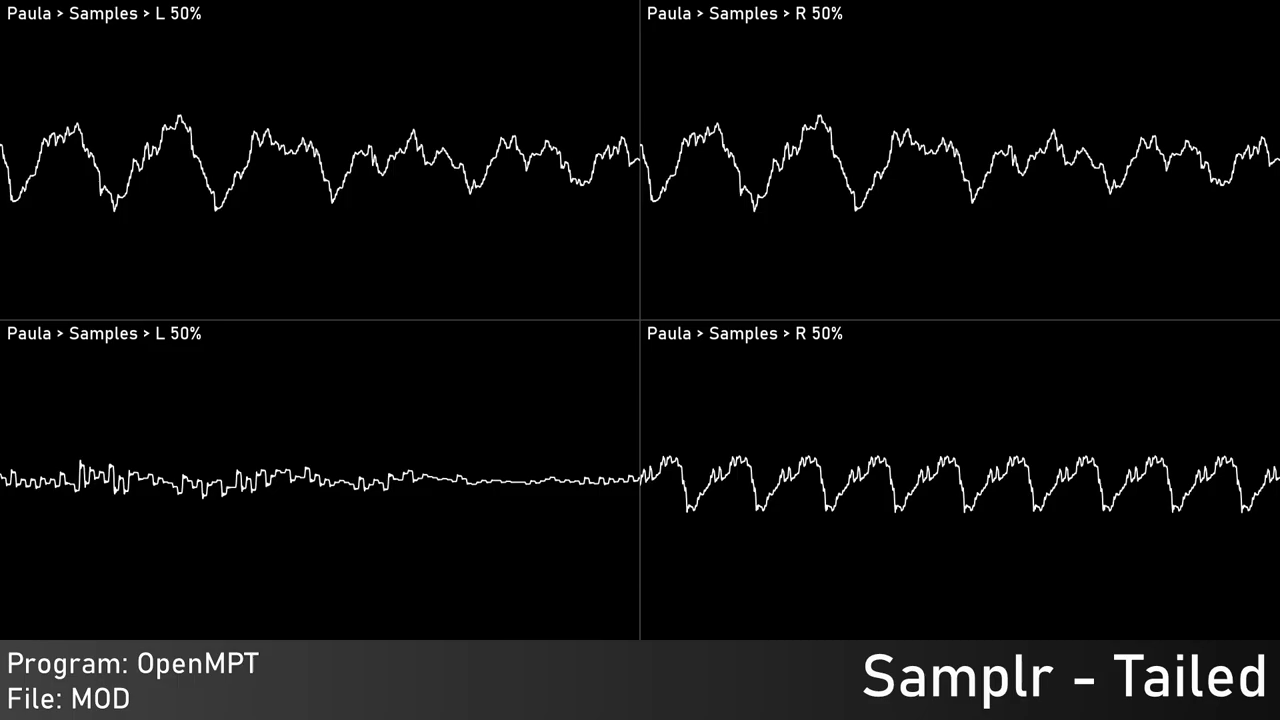 Paula > Samples > L 50%
Paula > Samples > R 50%
Paula > Samples > L 50%
Paula > Samples > R 50%
Program: OpenMPT
File: MOD
Samplr - Tailed